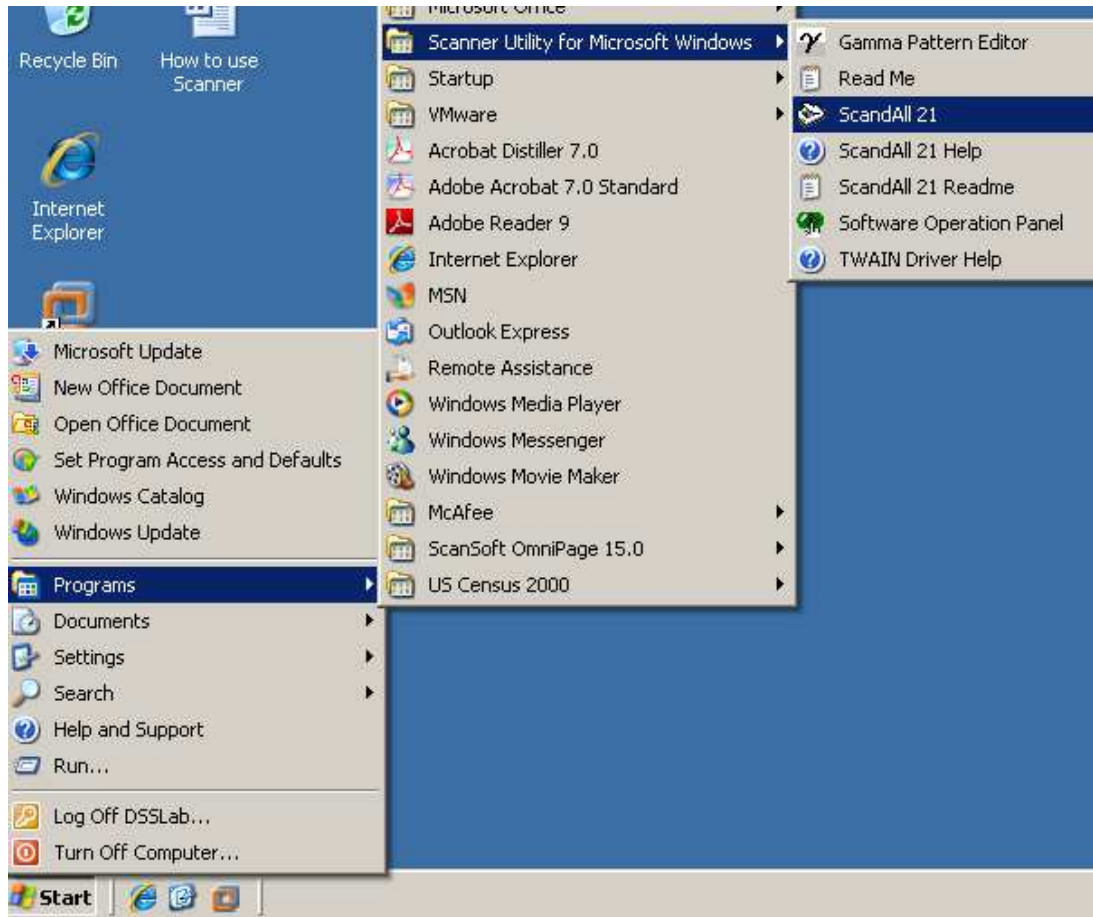 Recycle Bin
How to use
Scanner
Internet
Explorer
Microsoft Update
New Office Document
Open Office Document
Set Program Access and Defaults
Windows Catalog
Windows Update
Programs
Documents
Settings
Search
Help and Support
Run...
Log Off DSSLab...
Turn Off Computer...
Start
Microsoft Office
Scanner Utility for Microsoft Windows
Startup
VMware
Acrobat Distiller 7.0
Adobe Acrobat 7.0 Standard
Adobe Reader 9
Internet Explorer
MSN
Outlook Express
Remote Assistance
Windows Media Player
Windows Messenger
Windows Movie Maker
McAfee
ScanSoft OmniPage 15.0
US Census 2000
Gamma Pattern Editor
Read Me
ScandAll 21
ScandAll 21 Help
ScandAll 21 Readme
Software Operation Panel
TWAIN Driver Help